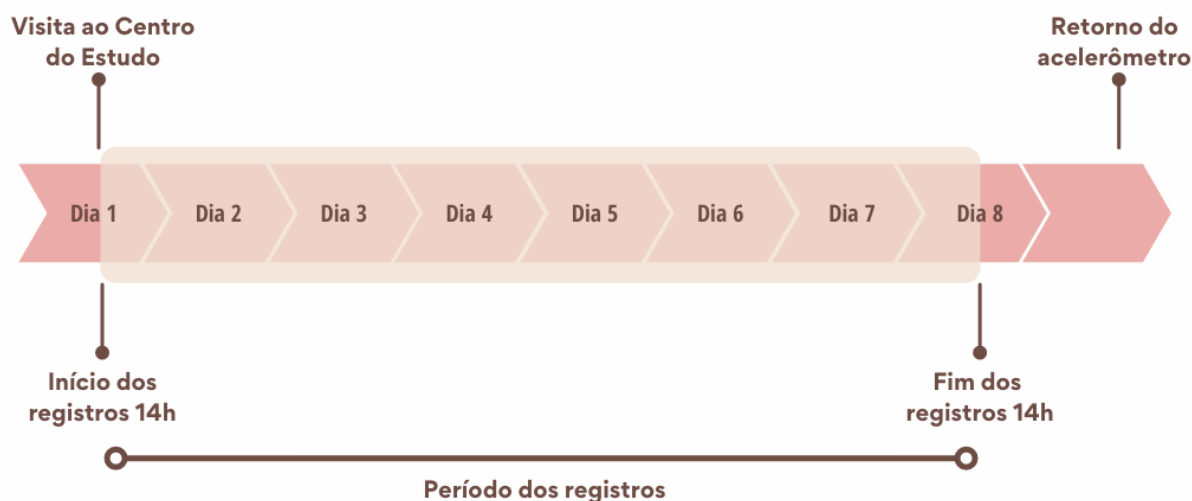 Visita ao Centro
do Estudo
Retorno do
acelerômetro
Dia 1
Dia 2
Dia 3
Dia 4
Dia 5
Dia 6
Dia 7
Dia 8
Início dos
registros 14h
Fim dos
registros 14h
Período dos registros